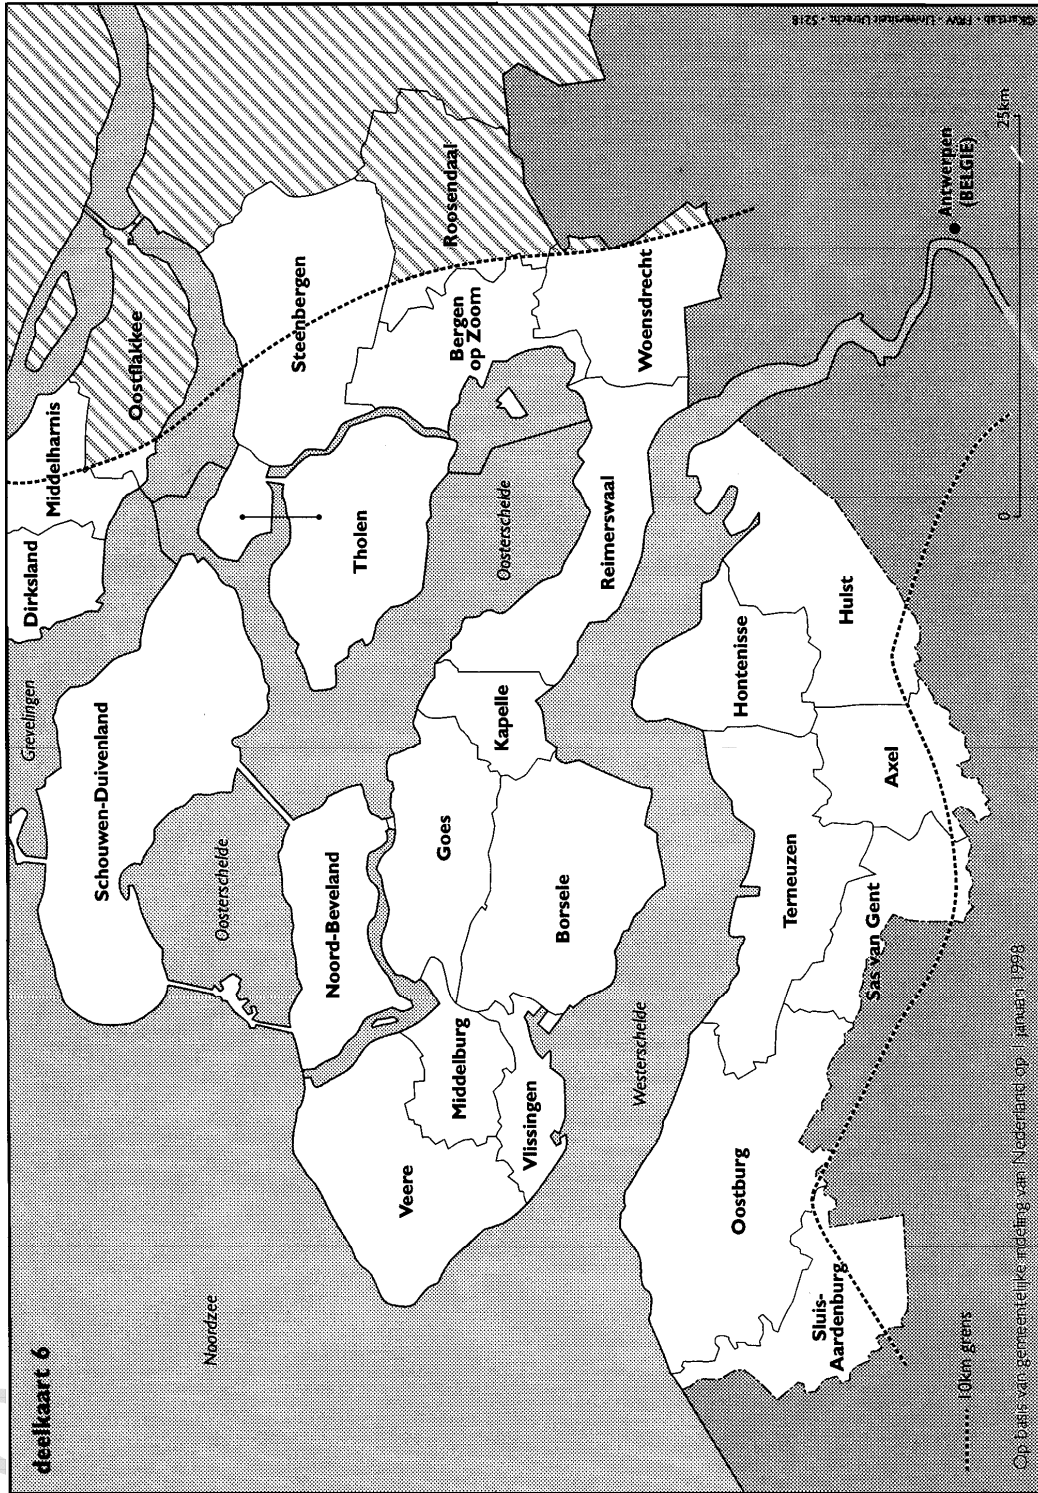 deelkaart 6
Noordzee
Grevelingen
Dirksland
Middelharnis
Oostflakkee
Schouwen-Duivenland
Oosterschelde
Steenbergen
Roosendaal
Tholen
Noord-Beveland
Bergen
op Zoom
Oosterschelde
Veere
Middelburg
Goes
Kapelle
Vlissingen
Borsele
Reimerswaal
Woensdrecht
Westerschelde
Hontenisse
Oostburg
Terneuzen
Hulst
Axel
Sluis-
Aardenburg
Sas van Gent
Antwerpen
(BELGIE)
10km grens
0
25km
Op basis van gemeentelijke indeling van Nederland op 1 januari 1998
©KartLab • FRW • Universiteit Utrecht • 5218